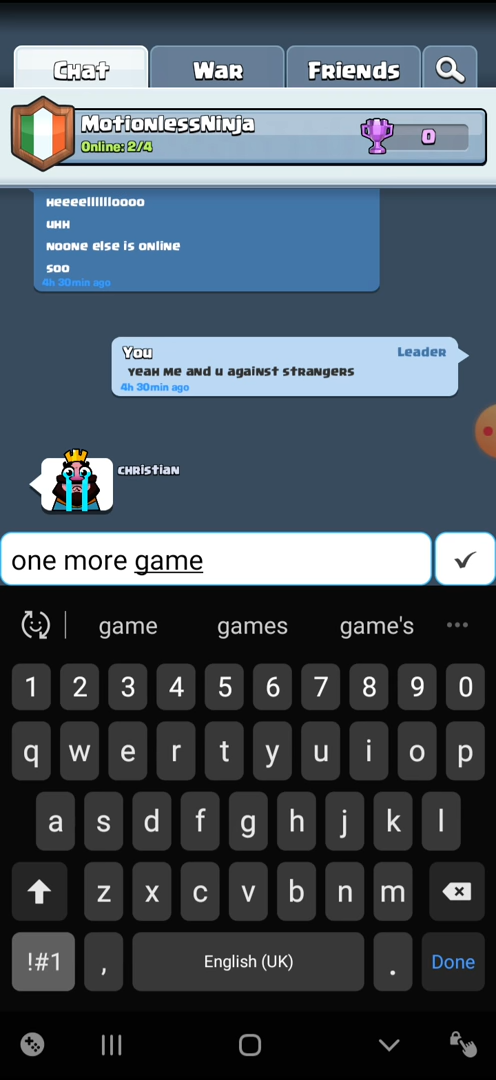 Chat
War
Friends
MotionlessNinja
Online: 2/4
0
Heeeellllllloooo
uhh
noone else is online
soo
4h 30min ago
You
Leader
yeah me and u against strangers
4h 30min ago
christian
one more game
game
games
game's
1 2 3 4 5 6 7 8 9 0
q w e r t y u i o p
a s d f g h j k l
z x c v b n m
!#1 , English (UK) . Done